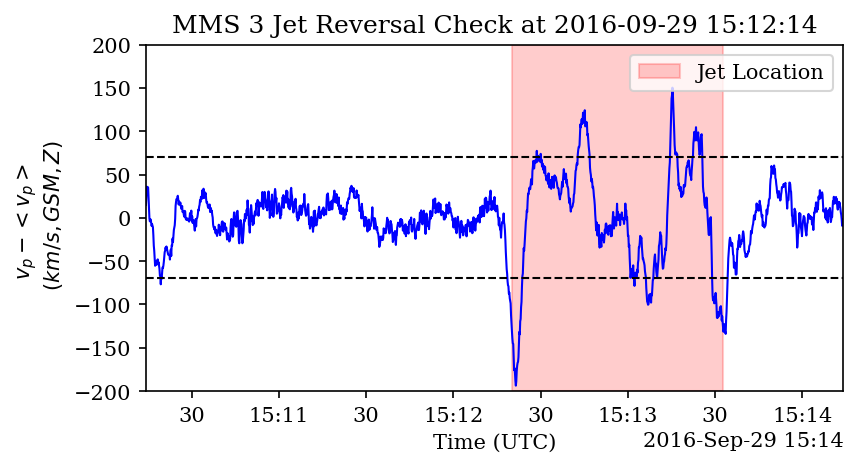 MMS 3 Jet Reversal Check at 2016-09-29 15:12:14
200
150
100
50
0
−50
−100
−150
−200
v_p − < v_p >
(km/s, GSM, Z)
Jet Location
30 15:11 30 15:12 30 15:13 30 15:14
Time (UTC)
2016-Sep-29 15:14